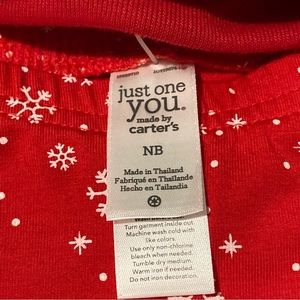 just one
you.
made by
carter's
NB
Made in Thailand
Fabriqué en Thaïlande
Hecho en Tailandia
Turn garment inside out.
Machine wash cold with
like colors.
Use only non-chlorine
bleach when needed.
Tumble dry medium.
Warm iron if needed.
Do not iron decoration.